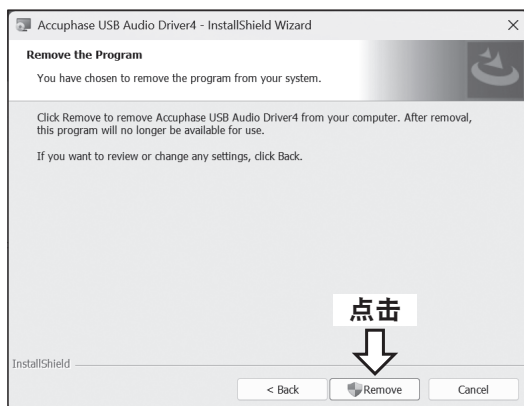 Accuphase USB Audio Driver4 - InstallShield Wizard
Remove the Program
You have chosen to remove the program from your system.
Click Remove to remove Accuphase USB Audio Driver4 from your computer. After removal,
this program will no longer be available for use.
If you want to review or change any settings, click Back.
点击
InstallShield
< Back
Remove
Cancel